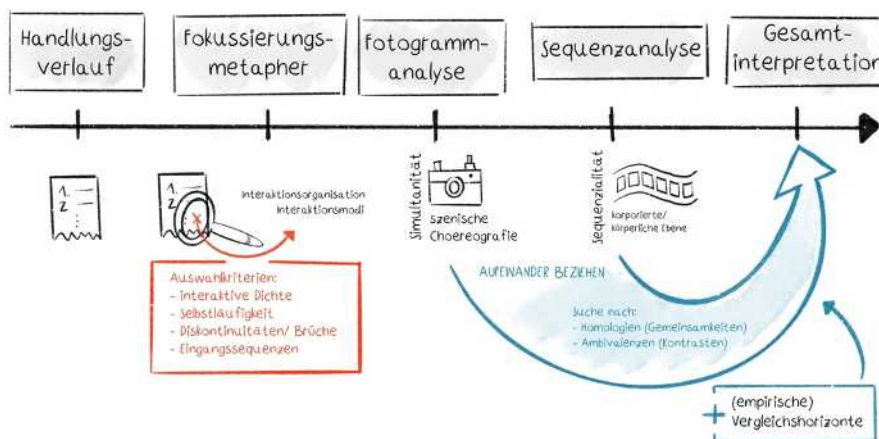 Handlungs-
verlauf
Fokussierungs-
metapher
Fotogramm-
analyse
Sequenzanalyse
Gesamt-
interpretation
1.
2
1.
2
x
Interaktionsorganisation
Interaktionsmodi
Auswahlkriterien:
- interaktive Dichte
- Selbstläufigkeit
- Diskontinuitäten/ Brüche
- Eingangssequenzen
Simultanität
szenische
Choereografie
Sequenzialität
korporierte/
körperliche Ebene
AUFEINANDER BEZIEHEN
Suche nach:
- Homologien (Gemeinsamkeiten)
- Ambivalenzen (Kontrasten)
+ (empirische)
Vergleichshorizonte